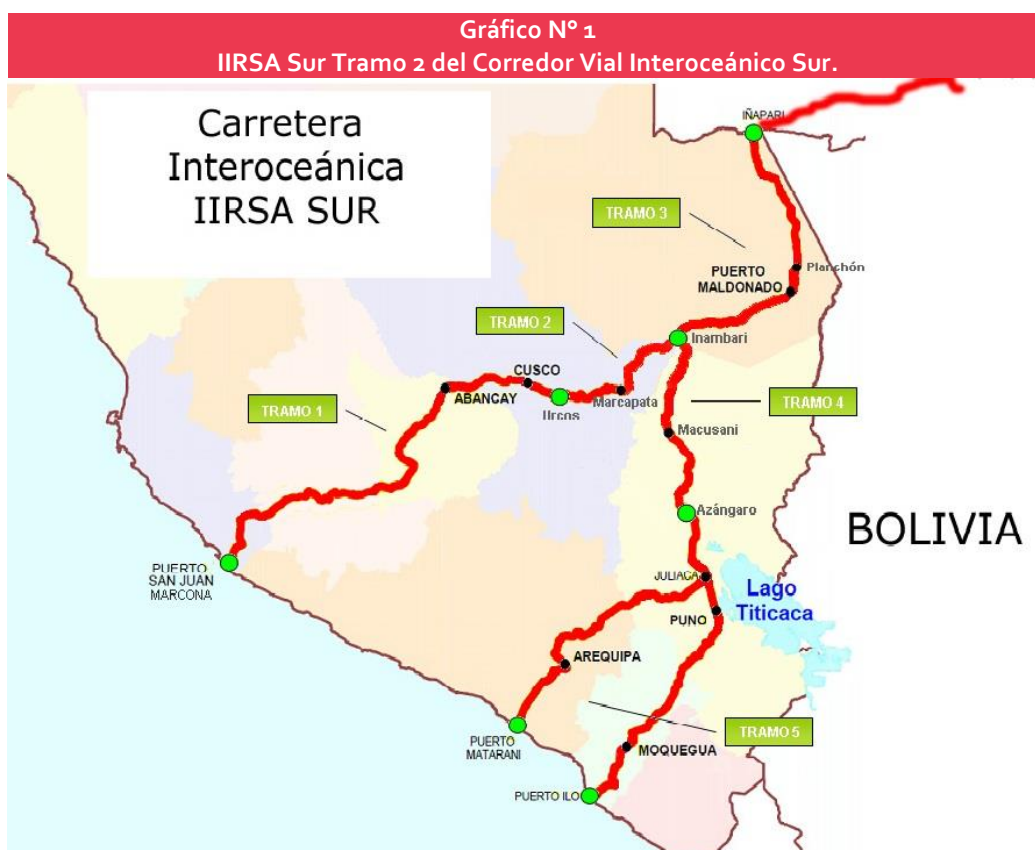 Gráfico N° 1
IIRSA Sur Tramo 2 del Corredor Vial Interoceánico Sur.
Carretera
Interoceánica
IIRSA SUR
IÑAPARI
TRAMO 3
Planchón
PUERTO
MALDONADO
TRAMO 2
Inambari
CUSCO
ABANCAY
Urcos
Marcapata
TRAMO 1
TRAMO 4
Macusani
Azángaro
BOLIVIA
PUERTO
SAN JUAN
MARCONA
JULIACA
Lago
Titicaca
PUNO
AREQUIPA
TRAMO 5
PUERTO
MATARANI
MOQUEGUA
PUERTO ILO